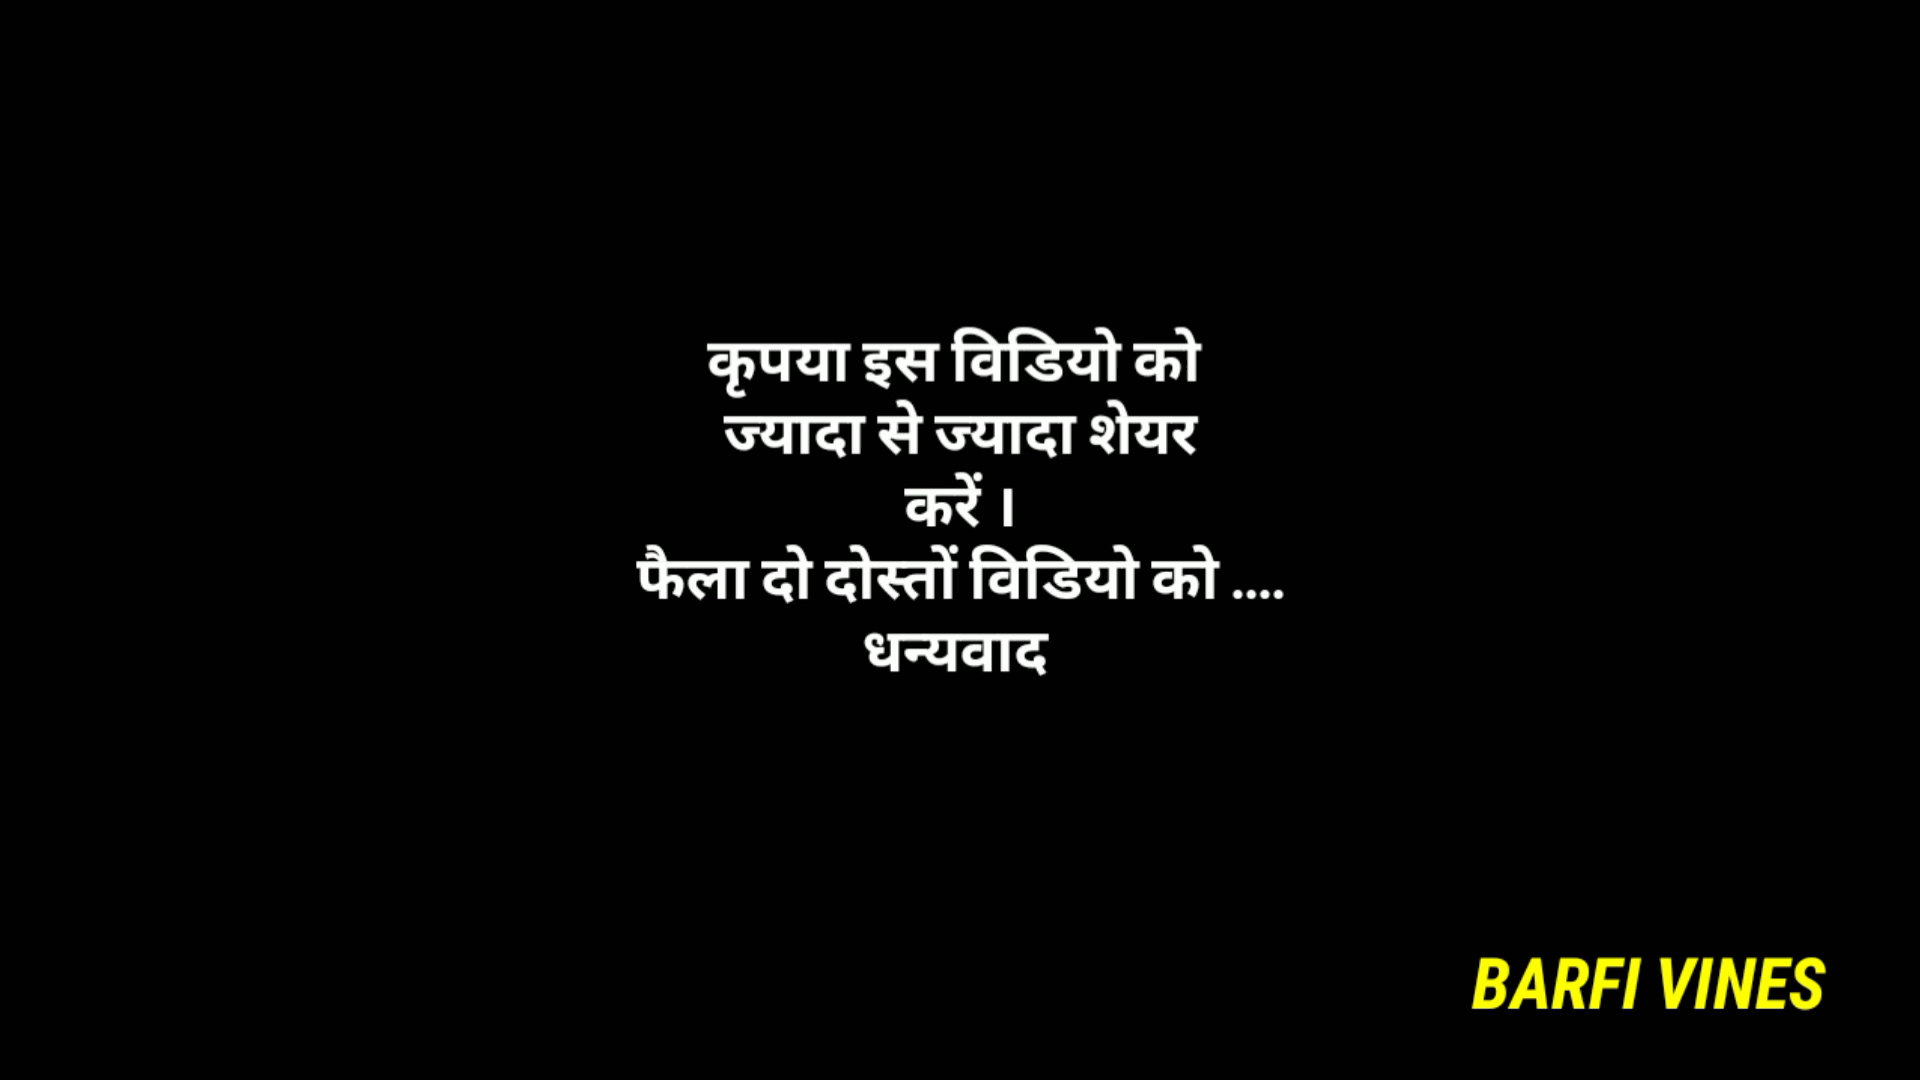 कृपया इस विडियो को
ज्यादा से ज्यादा शेयर
करें ।
फैला दो दोस्तों विडियो को ....
धन्यवाद
BARFI VINES